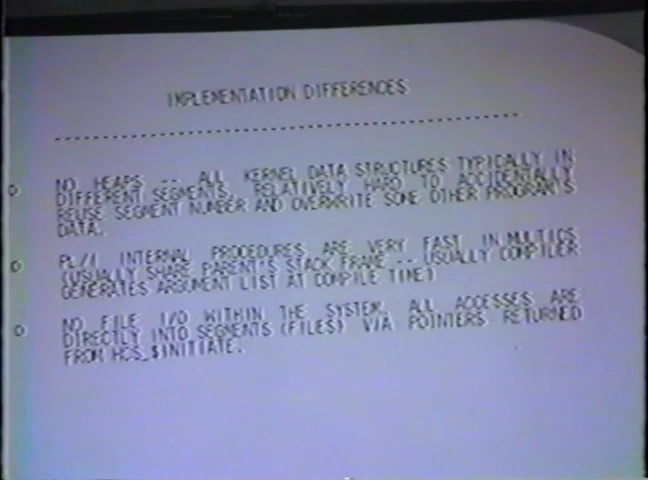 IMPLEMENTATION DIFFERENCES
--------------------------------------------------
O NO HEAPS -- ALL KERNEL DATA STRUCTURES TYPICALLY IN
DIFFERENT SEGMENTS. RELATIVELY HARD TO ACCIDENTALLY
REUSE SEGMENT NUMBER AND OVERWRITE SOME OTHER PROGRAM'S
DATA.
O PL/I INTERNAL PROCEDURES ARE VERY FAST IN MULTICS
(USUALLY SHARE PARENT'S STACK FRAME -- USUALLY COMPILER
GENERATES ARGUMENT LIST AT COMPILE TIME)
O NO FILE I/O WITHIN THE SYSTEM. ALL ACCESSES ARE
DIRECTLY INTO SEGMENTS (FILES) VIA POINTERS RETURNED
FROM HCS_$INITIATE.